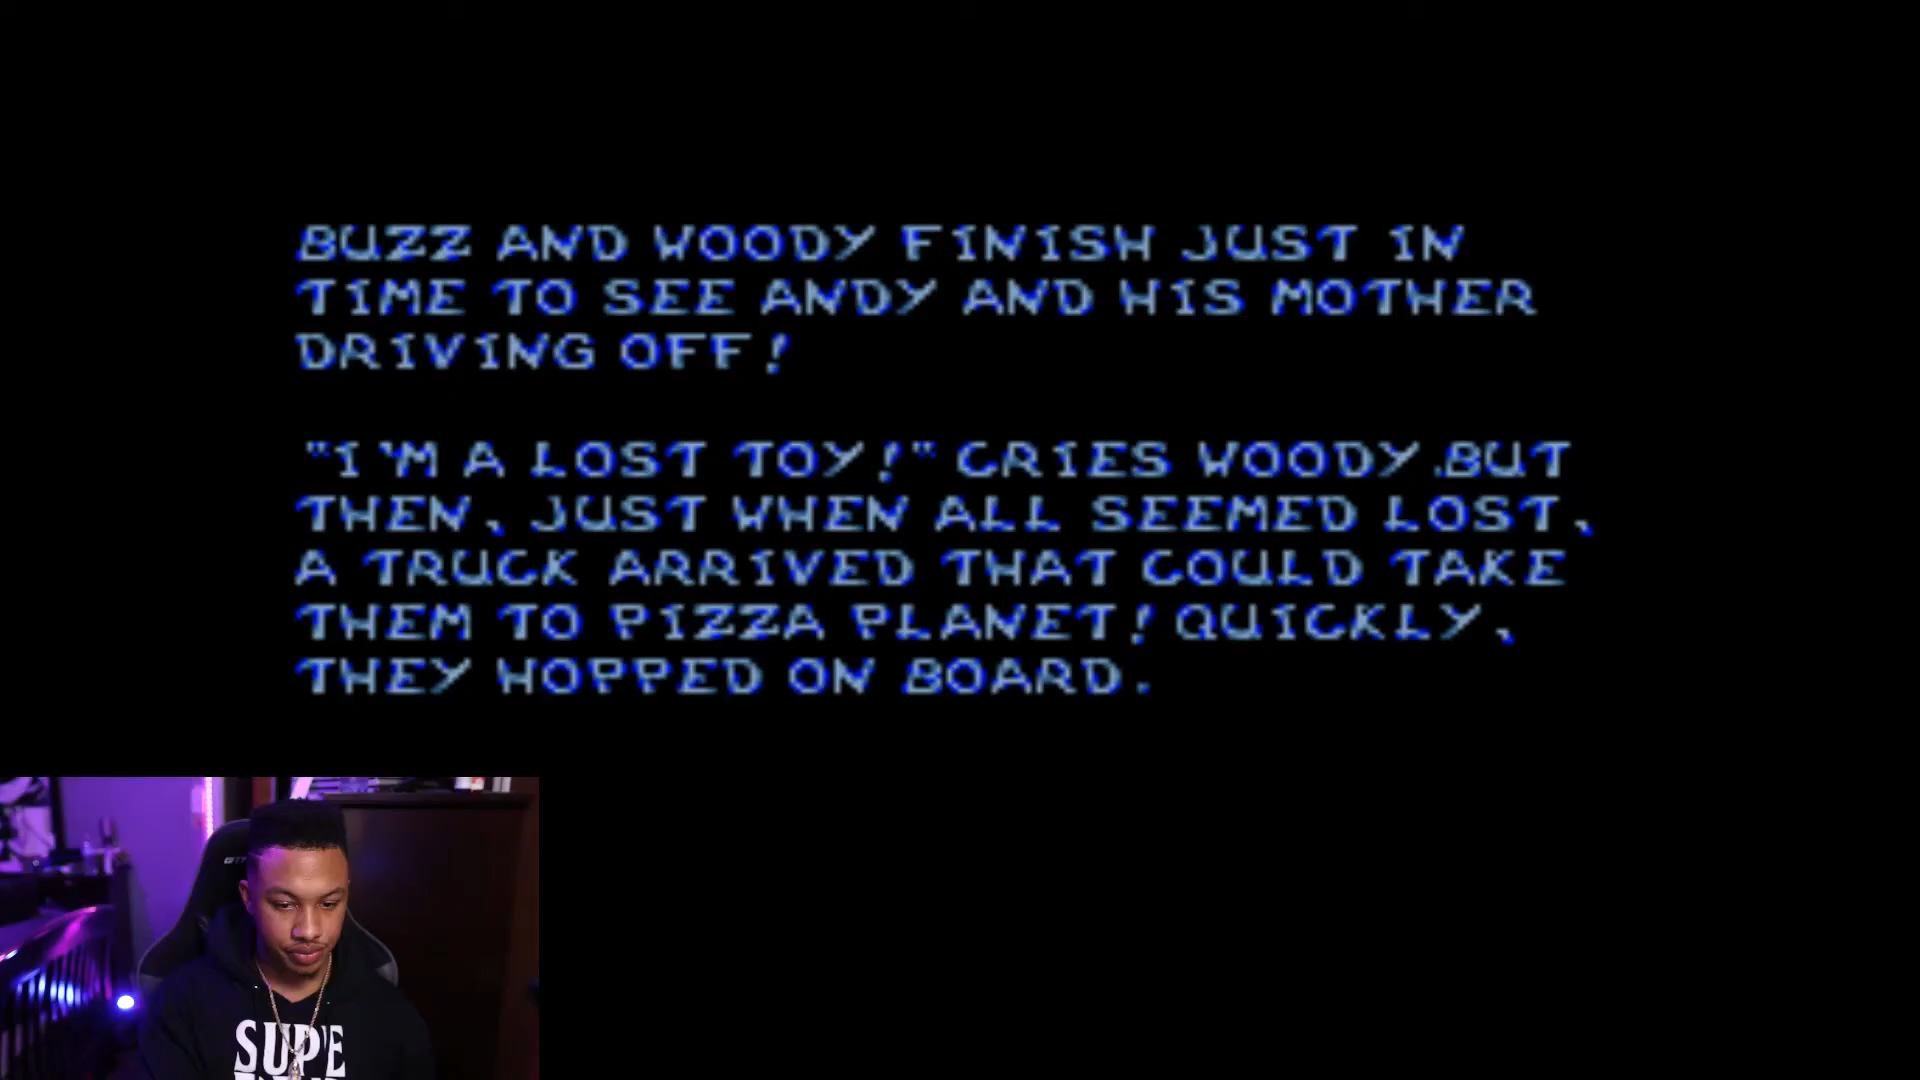 BUZZ AND WOODY FINISH JUST IN
TIME TO SEE ANDY AND HIS MOTHER
DRIVING OFF!
"I'M A LOST TOY!" CRIES WOODY.BUT
THEN, JUST WHEN ALL SEEMED LOST,
A TRUCK ARRIVED THAT COULD TAKE
THEM TO PIZZA PLANET! QUICKLY,
THEY HOPPED ON BOARD.
SUPE